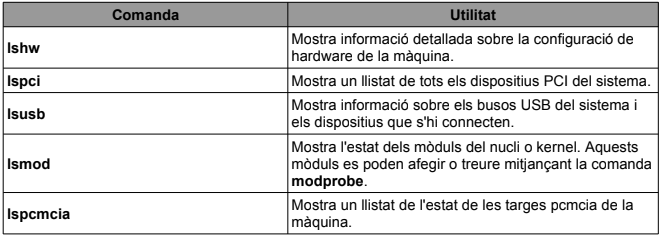 Comanda
Utilitat
lshw
Mostra informació detallada sobre la configuració de
hardware de la màquina.
lspci
Mostra un llistat de tots els dispositius PCI del sistema.
lsusb
Mostra informació sobre els busos USB del sistema i
els dispositius que s'hi connecten.
lsmod
Mostra l'estat dels mòduls del nucli o kernel. Aquests
mòduls es poden afegir o treure mitjançant la comanda
modprobe.
lspcmcia
Mostra un llistat de l'estat de les targes pcmcia de la
màquina.